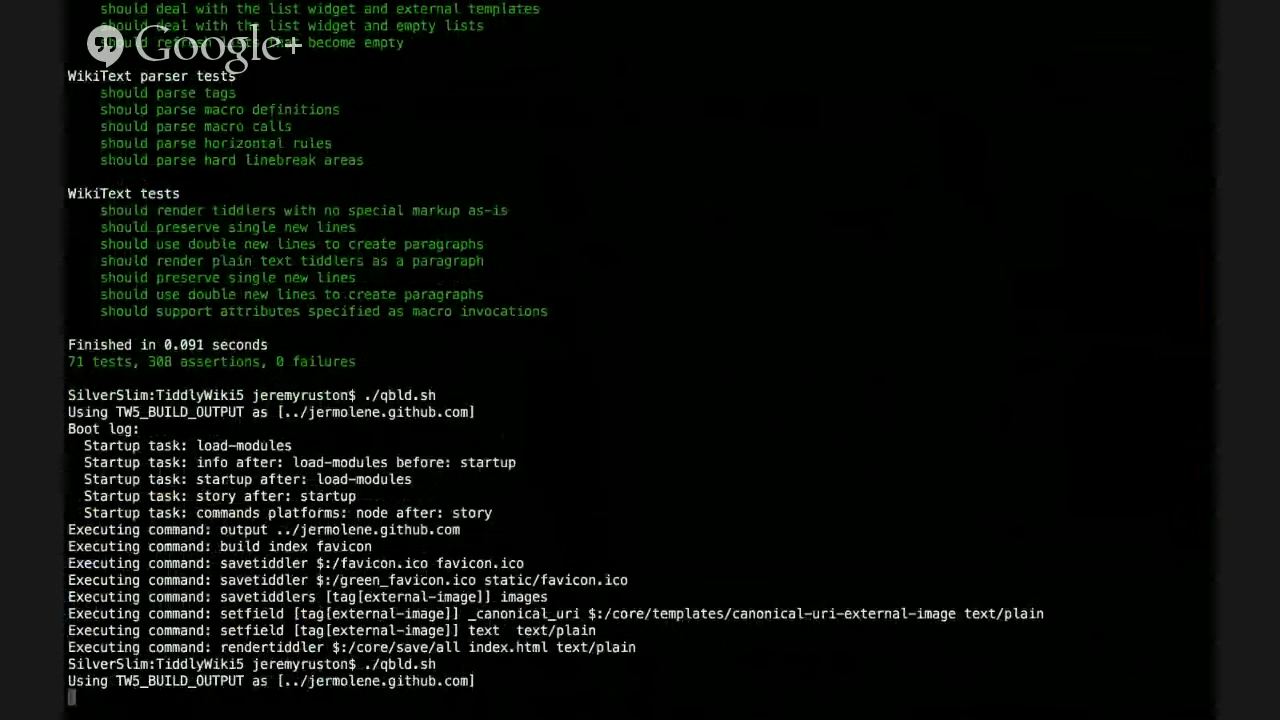 should deal with the list widget and external templates
should deal with the list widget and empty lists
should refresh lists that become empty
Google+
WikiText parser tests
should parse tags
should parse macro definitions
should parse macro calls
should parse horizontal rules
should parse hard linebreak areas
WikiText tests
should render tiddlers with no special markup as-is
should preserve single new lines
should use double new lines to create paragraphs
should render plain text tiddlers as a paragraph
should preserve single new lines
should use double new lines to create paragraphs
should support attributes specified as macro invocations
Finished in 0.091 seconds
71 tests, 308 assertions, 0 failures
SilverSlim:TiddlyWiki5 jeremyruston$ ./qbld.sh
Using TW5_BUILD_OUTPUT as [../jermolene.github.com]
Boot log:
Startup task: load-modules
Startup task: info after: load-modules before: startup
Startup task: startup after: load-modules
Startup task: story after: startup
Startup task: commands platforms: node after: story
Executing command: output ../jermolene.github.com
Executing command: build index favicon
Executing command: savetiddler $:/favicon.ico favicon.ico
Executing command: savetiddler $:/green_favicon.ico static/favicon.ico
Executing command: savetiddlers [tag[external-image]] images
Executing command: setfield [tag[external-image]] _canonical_uri $:/core/templates/canonical-uri-external-image text/plain
Executing command: setfield [tag[external-image]] text  text/plain
Executing command: rendertiddler $:/core/save/all index.html text/plain
SilverSlim:TiddlyWiki5 jeremyruston$ ./qbld.sh
Using TW5_BUILD_OUTPUT as [../jermolene.github.com]